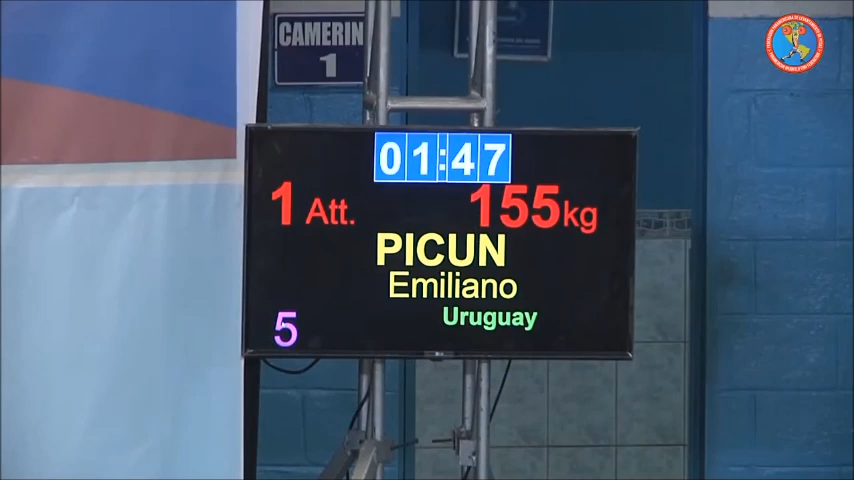 CAMERIN
1
01:47
1 Att. 155kg
PICUN
Emiliano
Uruguay
5